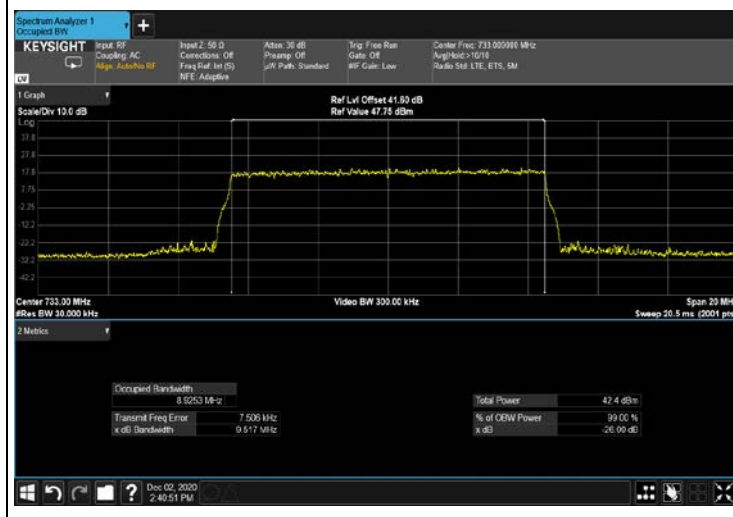 Spectrum Analyzer 1
Occupied BW
KEYSIGHT
Input: RF
Coupling: AC
Align: Auto/No RF
Input Z: 50 Ω
Corrections: Off
Freq Ref: Int (S)
NFE: Adaptive
Atten: 30 dB
Preamp: Off
µW Path: Standard
Trig: Free Run
Gate: Off
#IF Gain: Low
Center Freq: 733.000000 MHz
Avg|Hold:>10/10
Radio Std: LTE, ETS, 5M
1 Graph
Scale/Div 10.0 dB
Ref Lvl Offset 41.60 dB
Ref Value 47.75 dBm
Log
37.8
27.8
17.8
7.75
-2.25
-12.2
-22.2
-32.2
-42.2
Center 733.00 MHz
#Res BW 30.000 kHz
Video BW 300.00 kHz
Span 20 MH
Sweep 20.5 ms (2001 pts
2 Metrics
Occupied Bandwidth
8.9253 MHz
Transmit Freq Error 7.506 kHz
x dB Bandwidth 9.517 MHz
Total Power 42.4 dBm
% of OBW Power 99.00 %
x dB -26.00 dB
Dec 02, 2020
2:40:51 PM